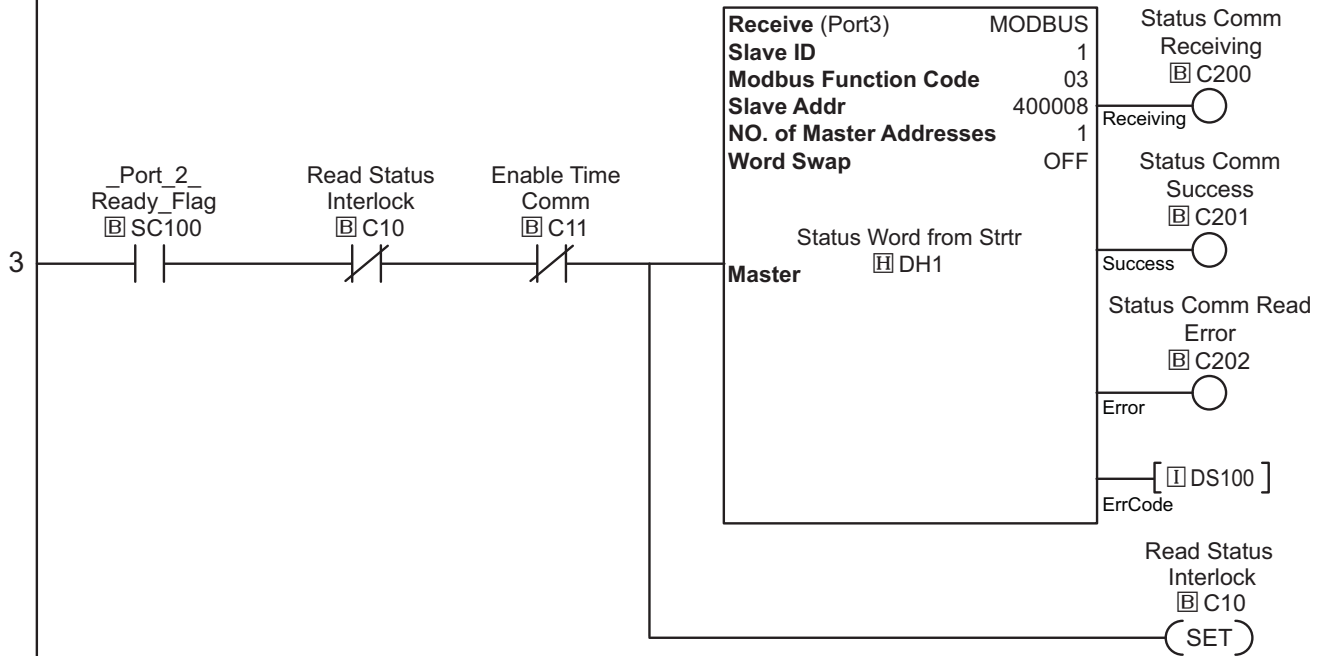 Receive (Port3) MODBUS
Slave ID 1
Modbus Function Code 03
Slave Addr 400008
NO. of Master Addresses 1
Word Swap OFF
Status Word from Strtr
H DH1
Master
Status Comm
Receiving
B C200
Receiving
Status Comm
Success
B C201
Success
Status Comm Read
Error
B C202
Error
I DS100
ErrCode
3
_Port_2_
Ready_Flag
B SC100
Read Status
Interlock
B C10
Enable Time
Comm
B C11
Read Status
Interlock
B C10
SET